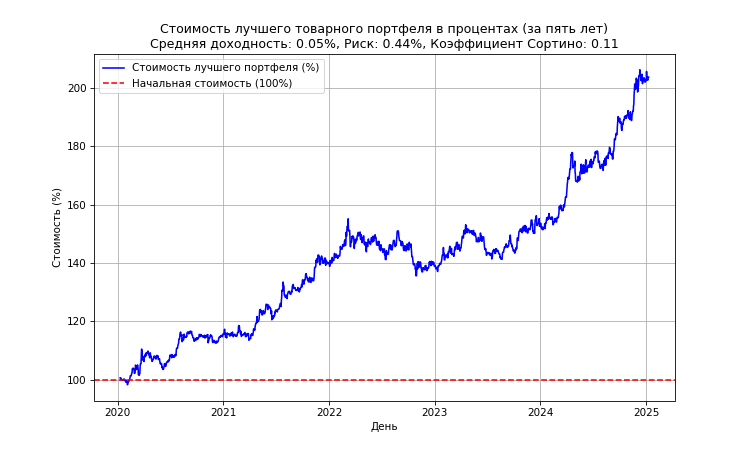 Стоимость лучшего товарного портфеля в процентах (за пять лет)
Средняя доходность: 0.05%, Риск: 0.44%, Коэффициент Сортино: 0.11
Стоимость лучшего портфеля (%)
Начальная стоимость (100%)
Стоимость (%)
200
180
160
140
120
100
2020 2021 2022 2023 2024 2025
День